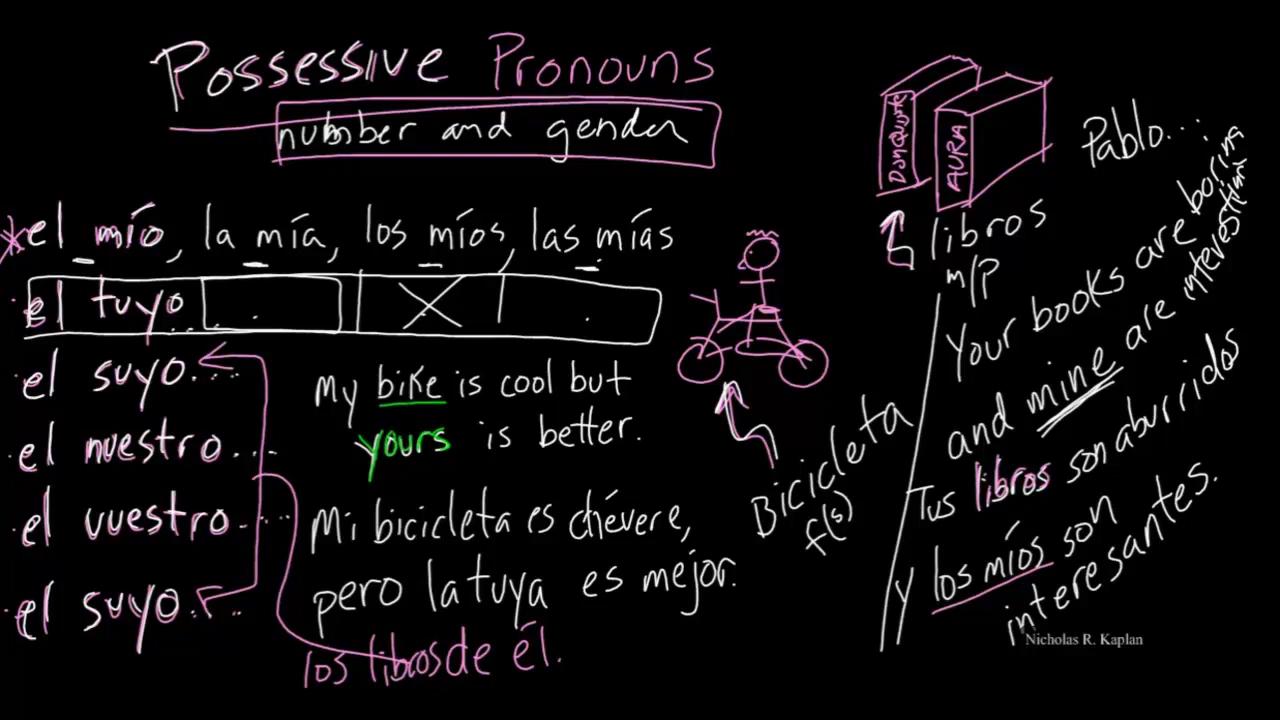 Possessive Pronouns
number and gender
*el mío, la mía, los míos, las mías
el tuyo...
el suyo...
el nuestro...
el vuestro...
el suyo...
My bike is cool but
yours is better.
Mi bicicleta es chévere,
pero la tuya es mejor.
los libros de él.
Bicicleta
f(s)
DON QUIJOTE
AURA
libros
m/p
Pablo...
Your books are boring
and mine are
Tus libros son aburridos
y los míos son
interesantes.
Nicholas R. Kaplan